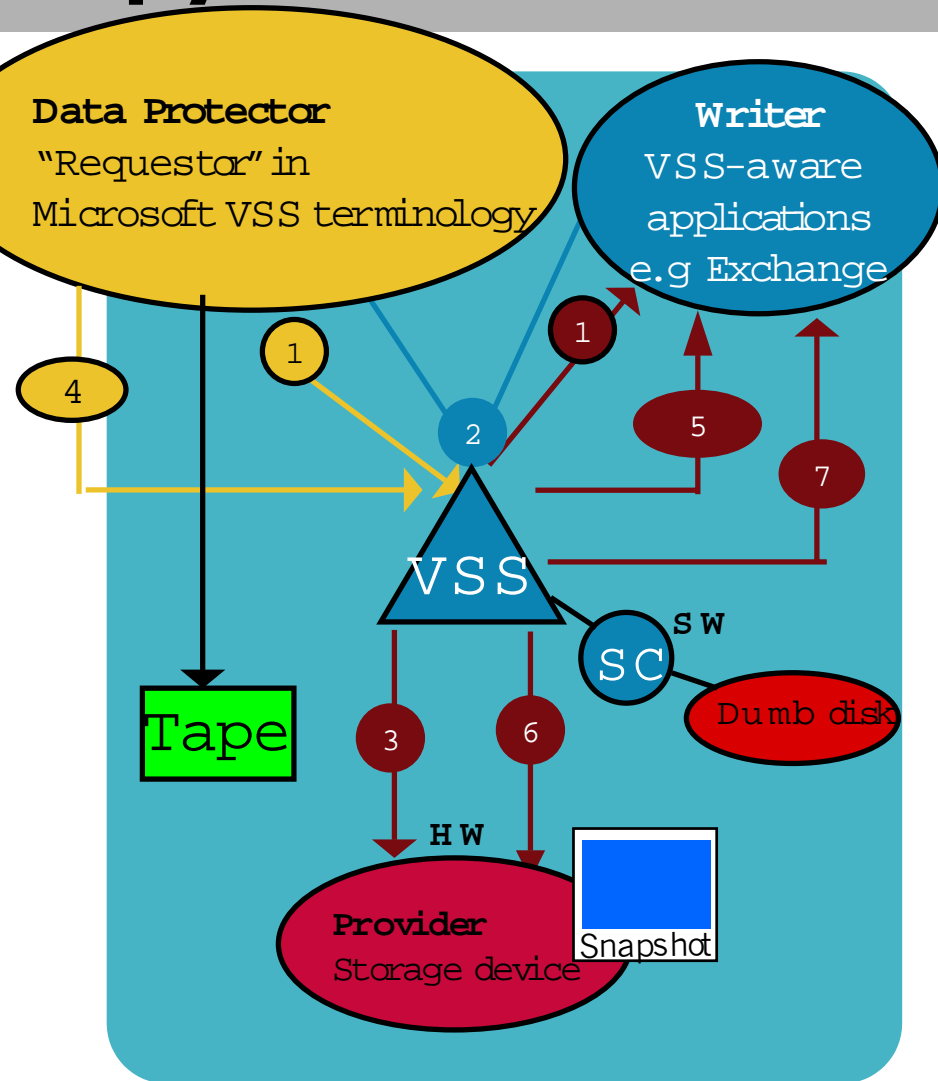 Data Protector
“Requestor” in
Microsoft VSS terminology
Writer
VSS-aware
applications
e.g Exchange
1
1
4
2
5
7
VSS
SW
SC
Dumb disk
Tape
3
6
HW
Provider
Storage device
Snapshot